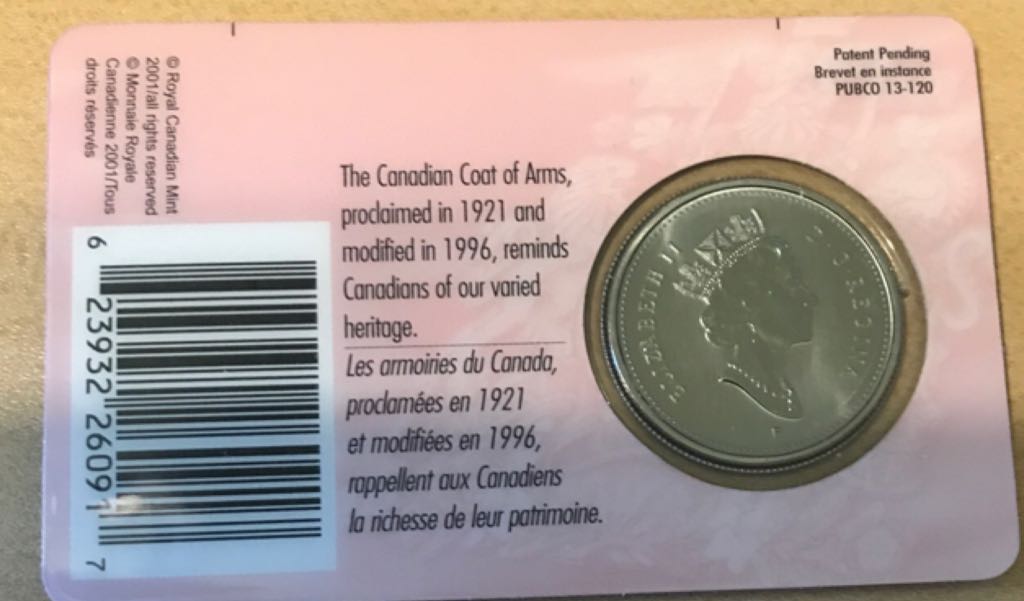 © Royal Canadian Mint
2001/all rights reserved
© Monnaie Royale
Canadienne 2001/Tous
droits réservés
6 23932 26091 7
The Canadian Coat of Arms,
proclaimed in 1921 and
modified in 1996, reminds
Canadians of our varied
heritage.
Les armoiries du Canada,
proclamées en 1921
et modifiées en 1996,
rappellent aux Canadiens
la richesse de leur patrimoine.
Patent Pending
Brevet en instance
PUBCO 13-120
ELIZABETH II
D·G·REGINA
P